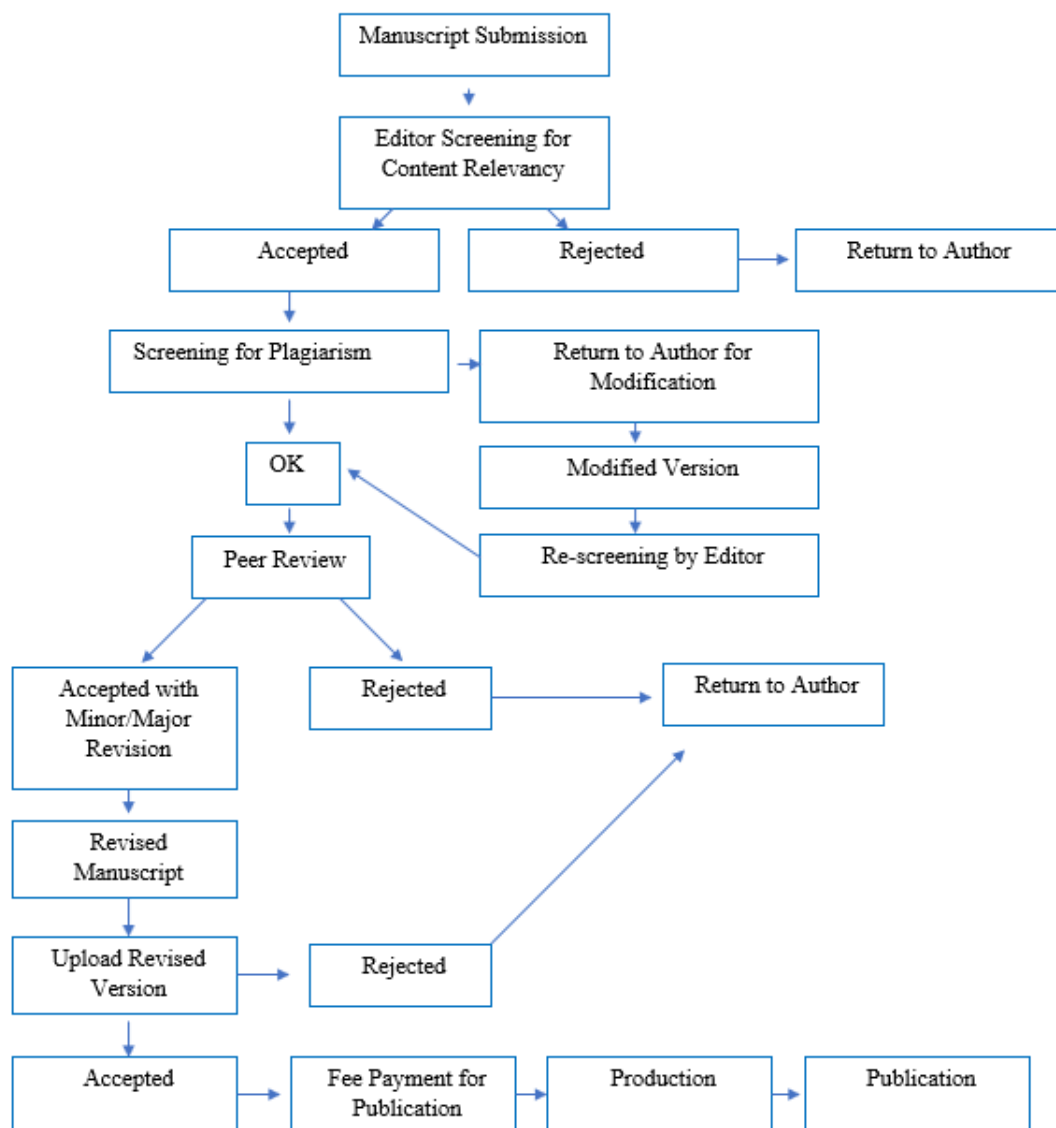 Manuscript Submission
Editor Screening for
Content Relevancy
Accepted
Rejected
Return to Author
Screening for Plagiarism
Return to Author for
Modification
OK
Modified Version
Peer Review
Re-screening by Editor
Accepted with
Minor/Major
Revision
Rejected
Return to Author
Revised
Manuscript
Upload Revised
Version
Rejected
Accepted
Fee Payment for
Publication
Production
Publication